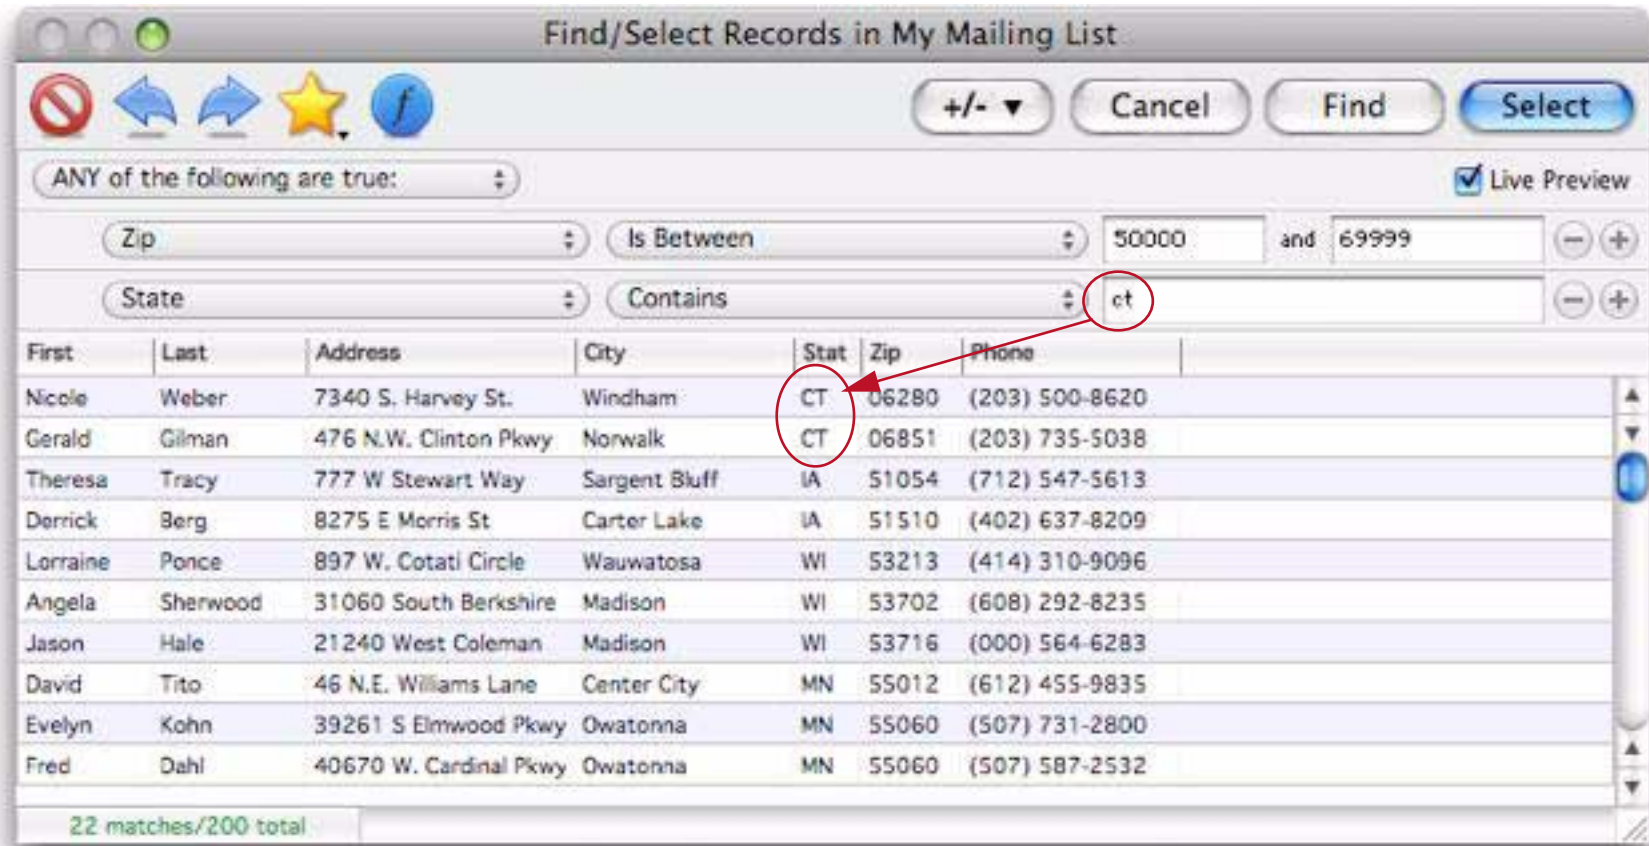 Find/Select Records in My Mailing List
+/- ▼ Cancel Find Select
ANY of the following are true: Live Preview
Zip Is Between 50000 and 69999
State Contains ct
First Last Address City Stat Zip Phone
Nicole Weber 7340 S. Harvey St. Windham CT 06280 (203) 500-8620
Gerald Gilman 476 N.W. Clinton Pkwy Norwalk CT 06851 (203) 735-5038
Theresa Tracy 777 W Stewart Way Sargent Bluff IA 51054 (712) 547-5613
Derrick Berg 8275 E Morris St Carter Lake IA 51510 (402) 637-8209
Lorraine Ponce 897 W. Cotati Circle Wauwatosa WI 53213 (414) 310-9096
Angela Sherwood 31060 South Berkshire Madison WI 53702 (608) 292-8235
Jason Hale 21240 West Coleman Madison WI 53716 (000) 564-6283
David Tito 46 N.E. Williams Lane Center City MN 55012 (612) 455-9835
Evelyn Kohn 39261 S Elmwood Pkwy Owatonna MN 55060 (507) 731-2800
Fred Dahl 40670 W. Cardinal Pkwy Owatonna MN 55060 (507) 587-2532
22 matches/200 total